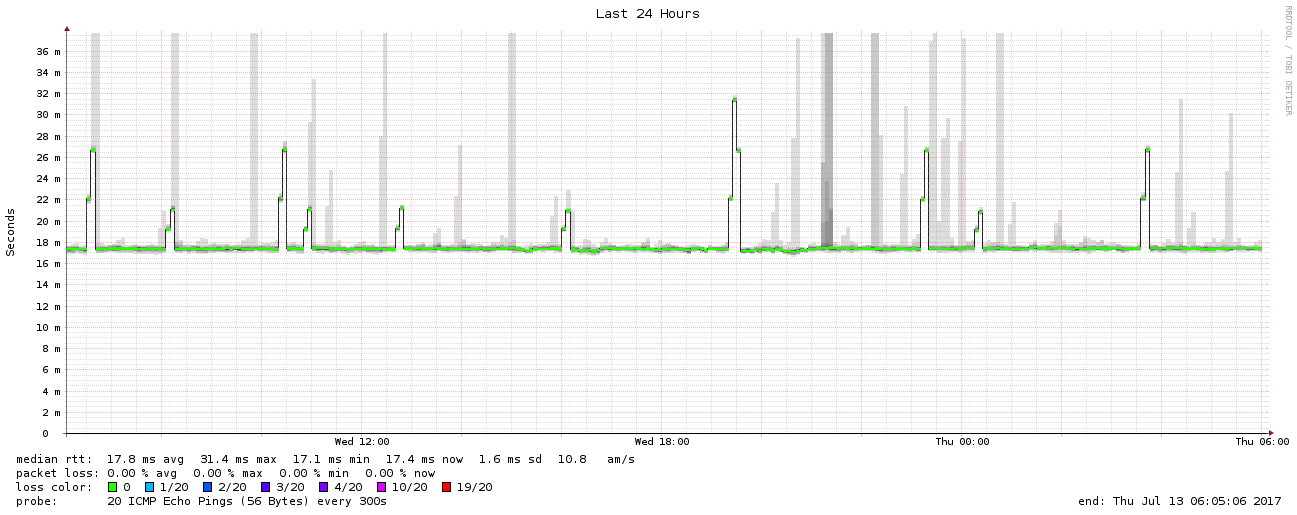 Last 24 Hours
RRDTOOL / TOBI OETIKER
Seconds
36 m
34 m
32 m
30 m
28 m
26 m
24 m
22 m
20 m
18 m
16 m
14 m
12 m
10 m
8 m
6 m
4 m
2 m
0
Wed 12:00 Wed 18:00 Thu 00:00 Thu 06:00
median rtt: 17.8 ms avg 31.4 ms max 17.1 ms min 17.4 ms now 1.6 ms sd 10.8 am/s
packet loss: 0.00 % avg 0.00 % max 0.00 % min 0.00 % now
loss color: 0 1/20 2/20 3/20 4/20 10/20 19/20
probe: 20 ICMP Echo Pings (56 Bytes) every 300s end: Thu Jul 13 06:05:06 2017